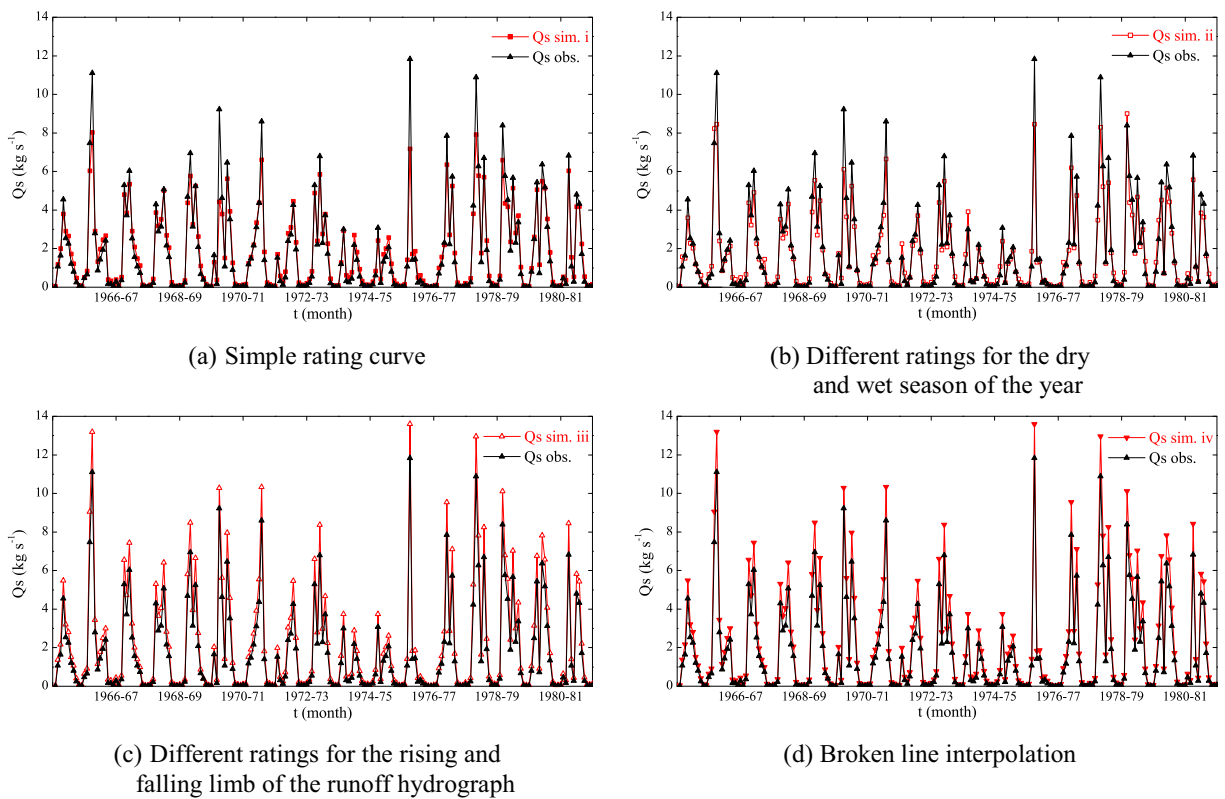 14
12
10
8
6
4
2
0
Qs (kg s⁻¹)
Qs sim. i
Qs obs.
1966-67 1968-69 1970-71 1972-73 1974-75 1976-77 1978-79 1980-81
t (month)
(a) Simple rating curve
14
12
10
8
6
4
2
0
Qs (kg s⁻¹)
Qs sim. ii
Qs obs.
1966-67 1968-69 1970-71 1972-73 1974-75 1976-77 1978-79 1980-81
t (month)
(b) Different ratings for the dry
and wet season of the year
14
12
10
8
6
4
2
0
Qs (kg s⁻¹)
Qs sim. iii
Qs obs.
1966-67 1968-69 1970-71 1972-73 1974-75 1976-77 1978-79 1980-81
t (month)
(c) Different ratings for the rising and
falling limb of the runoff hydrograph
14
12
10
8
6
4
2
0
Qs (kg s⁻¹)
Qs sim. iv
Qs obs.
1966-67 1968-69 1970-71 1972-73 1974-75 1976-77 1978-79 1980-81
t (month)
(d) Broken line interpolation